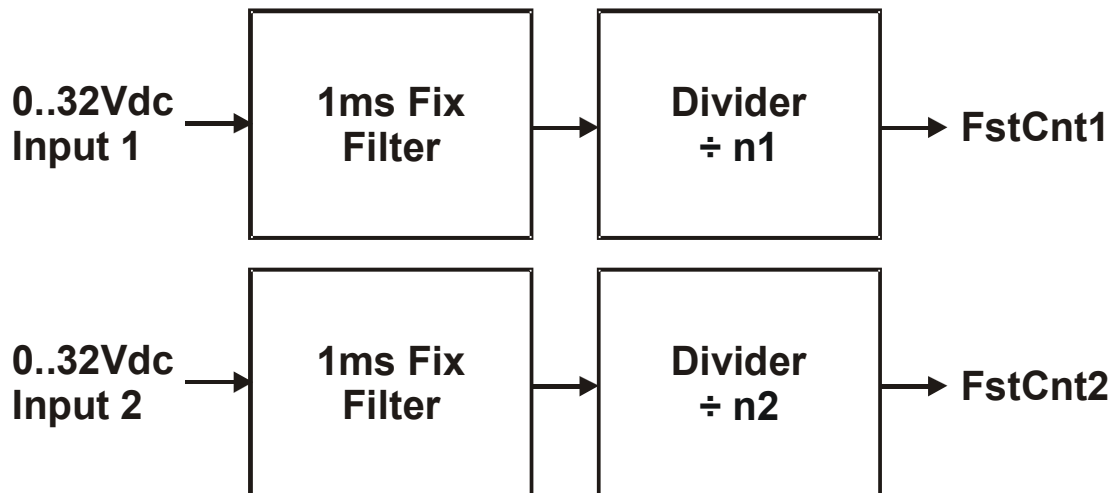 0..32Vdc
Input 1
1ms Fix
Filter
Divider
÷ n1
FstCnt1
0..32Vdc
Input 2
1ms Fix
Filter
Divider
÷ n2
FstCnt2